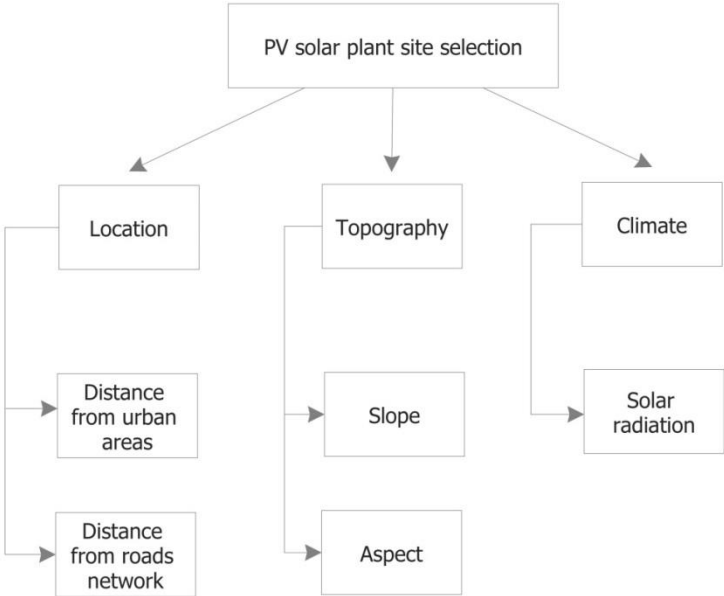 PV solar plant site selection
Location
Topography
Climate
Distance
from urban
areas
Slope
Solar
radiation
Distance
from roads
network
Aspect